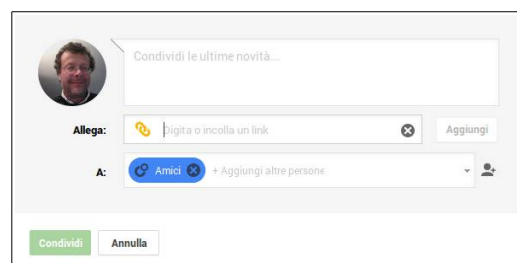 Condividi le ultime novità...
Allega: Digita o incolla un link Aggiungi
A: Amici + Aggiungi altre persone
Condividi Annulla